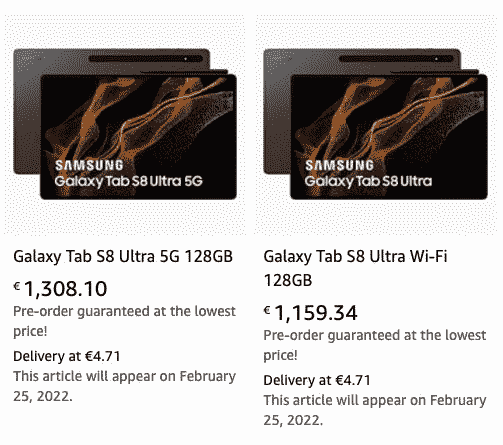 SAMSUNG
Galaxy Tab S8 Ultra 5G
Galaxy Tab S8 Ultra 5G 128GB
€ 1,308.10
Pre-order guaranteed at the lowest
price!
Delivery at €4.71
This article will appear on February
25, 2022.
SAMSUNG
Galaxy Tab S8 Ultra
Galaxy Tab S8 Ultra Wi-Fi
128GB
€ 1,159.34
Pre-order guaranteed at the lowest
price!
Delivery at €4.71
This article will appear on February
25, 2022.